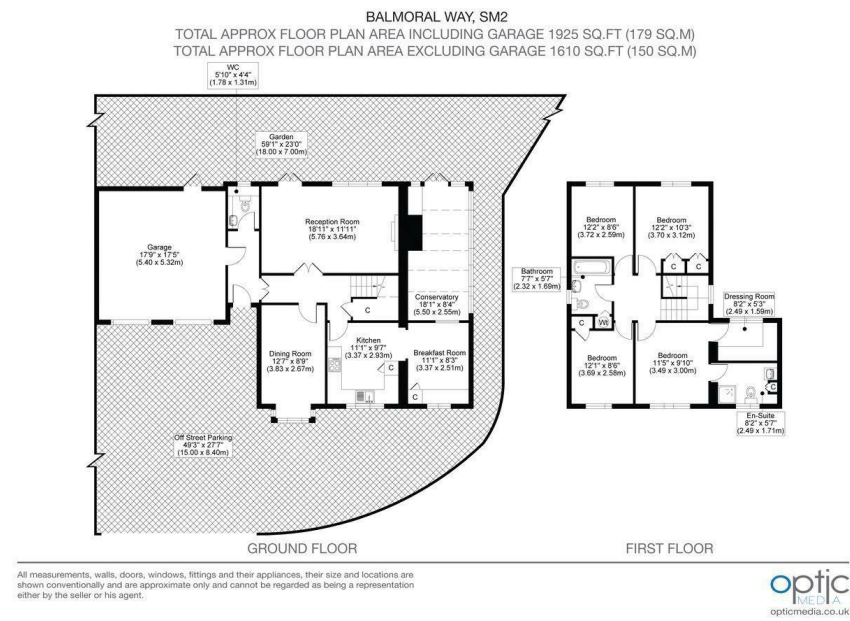 BALMORAL WAY, SM2
TOTAL APPROX FLOOR PLAN AREA INCLUDING GARAGE 1925 SQ.FT (179 SQ.M)
TOTAL APPROX FLOOR PLAN AREA EXCLUDING GARAGE 1610 SQ.FT (150 SQ.M)
WC
5'10" x 4'4"
(1.78 x 1.31m)
Garden
59'1" x 23'0"
(18.00 x 7.00m)
Reception Room
18'11" x 11'11"
(5.76 x 3.64m)
Garage
17'9" x 17'5"
(5.40 x 5.32m)
Conservatory
18'1" x 8'4"
(5.50 x 2.55m)
C
Kitchen
11'1" x 9'7"
(3.37 x 2.93m)
C
Dining Room
12'7" x 8'9"
(3.83 x 2.67m)
Breakfast Room
11'1" x 8'3"
(3.37 x 2.51m)
C
Off Street Parking
49'3" x 27'7"
(15.00 x 8.40m)
GROUND FLOOR
Bedroom
12'2" x 8'6"
(3.72 x 2.59m)
Bedroom
12'2" x 10'3"
(3.70 x 3.12m)
C
C
Bathroom
7'7" x 5'7"
(2.32 x 1.69m)
Wt
C
Dressing Room
8'2" x 5'3"
(2.49 x 1.59m)
Bedroom
12'1" x 8'6"
(3.69 x 2.58m)
Bedroom
11'5" x 9'10"
(3.49 x 3.00m)
C
En-Suite
8'2" x 5'7"
(2.49 x 1.71m)
FIRST FLOOR
All measurements, walls, doors, windows, fittings and their appliances, their size and locations are
shown conventionally and are approximate only and cannot be regarded as being a representation
either by the seller or his agent.
optic
MEDIA
opticmedia.co.uk